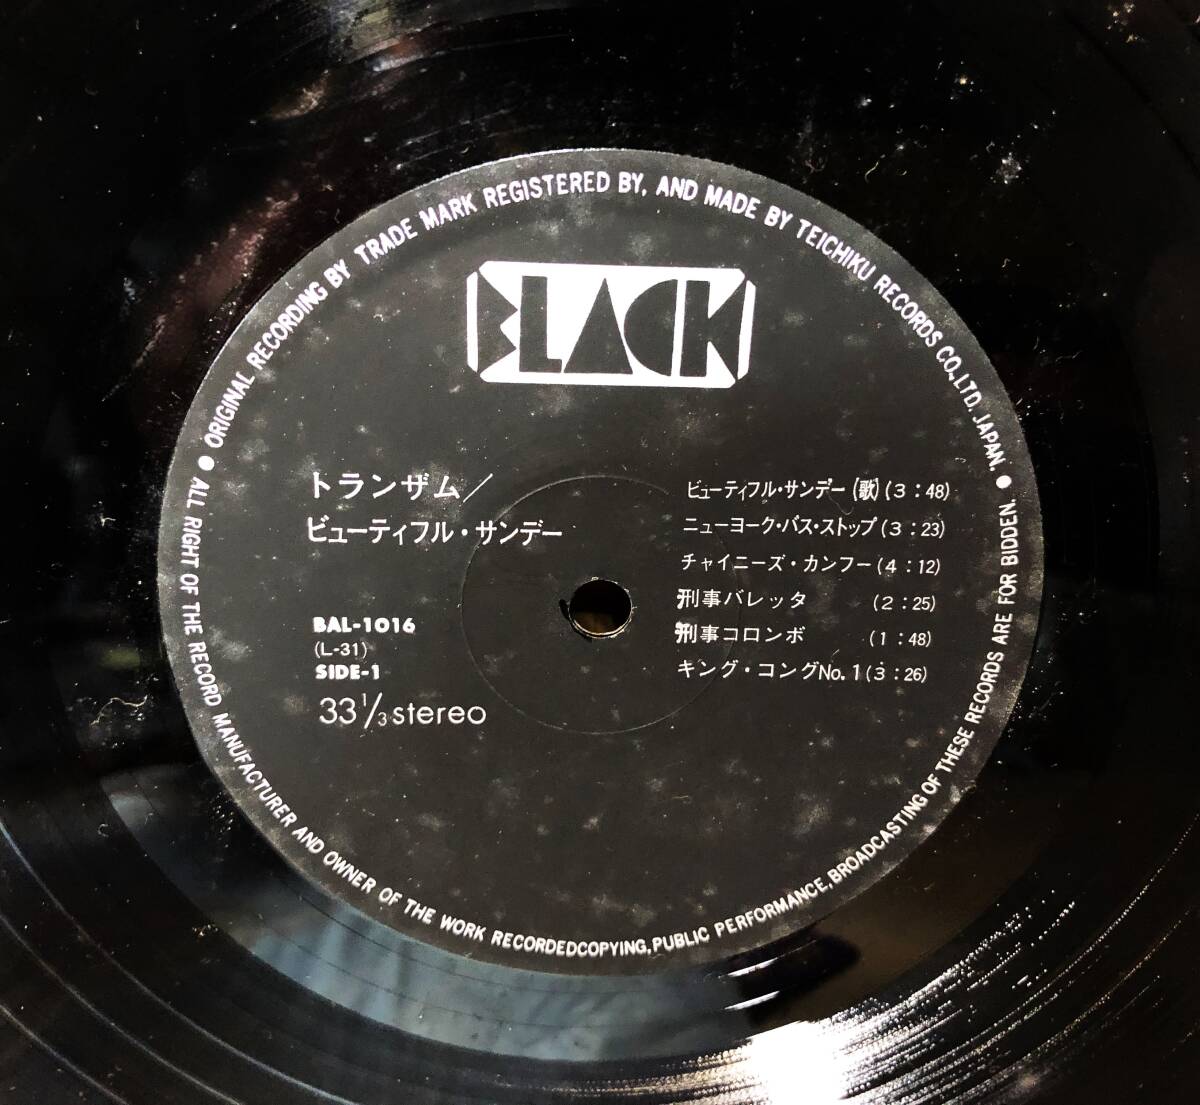 ● ORIGINAL RECORDING BY TRADE MARK REGISTERED BY, AND MADE BY TEICHIKU RECORDS CO.,LTD. JAPAN. ●
BLACK
トランザム／
ビューティフル・サンデー
BAL-1016
(L-31)
SIDE-1
33 1/3 stereo
ビューティフル・サンデー〔歌〕(3：48)
ニューヨーク・バス・ストップ(3：23)
チャイニーズ・カンフー(4：12)
刑事バレッタ (2：25)
刑事コロンボ (1：48)
キング・コングNo.1(3：26)
ALL RIGHT OF THE RECORD MANUFACTURER AND OWNER OF THE WORK RECORDEDCOPYING,PUBLIC PERFORMANCE,BROADCASTING OF THESE RECORDS ARE FOR BIDDEN.